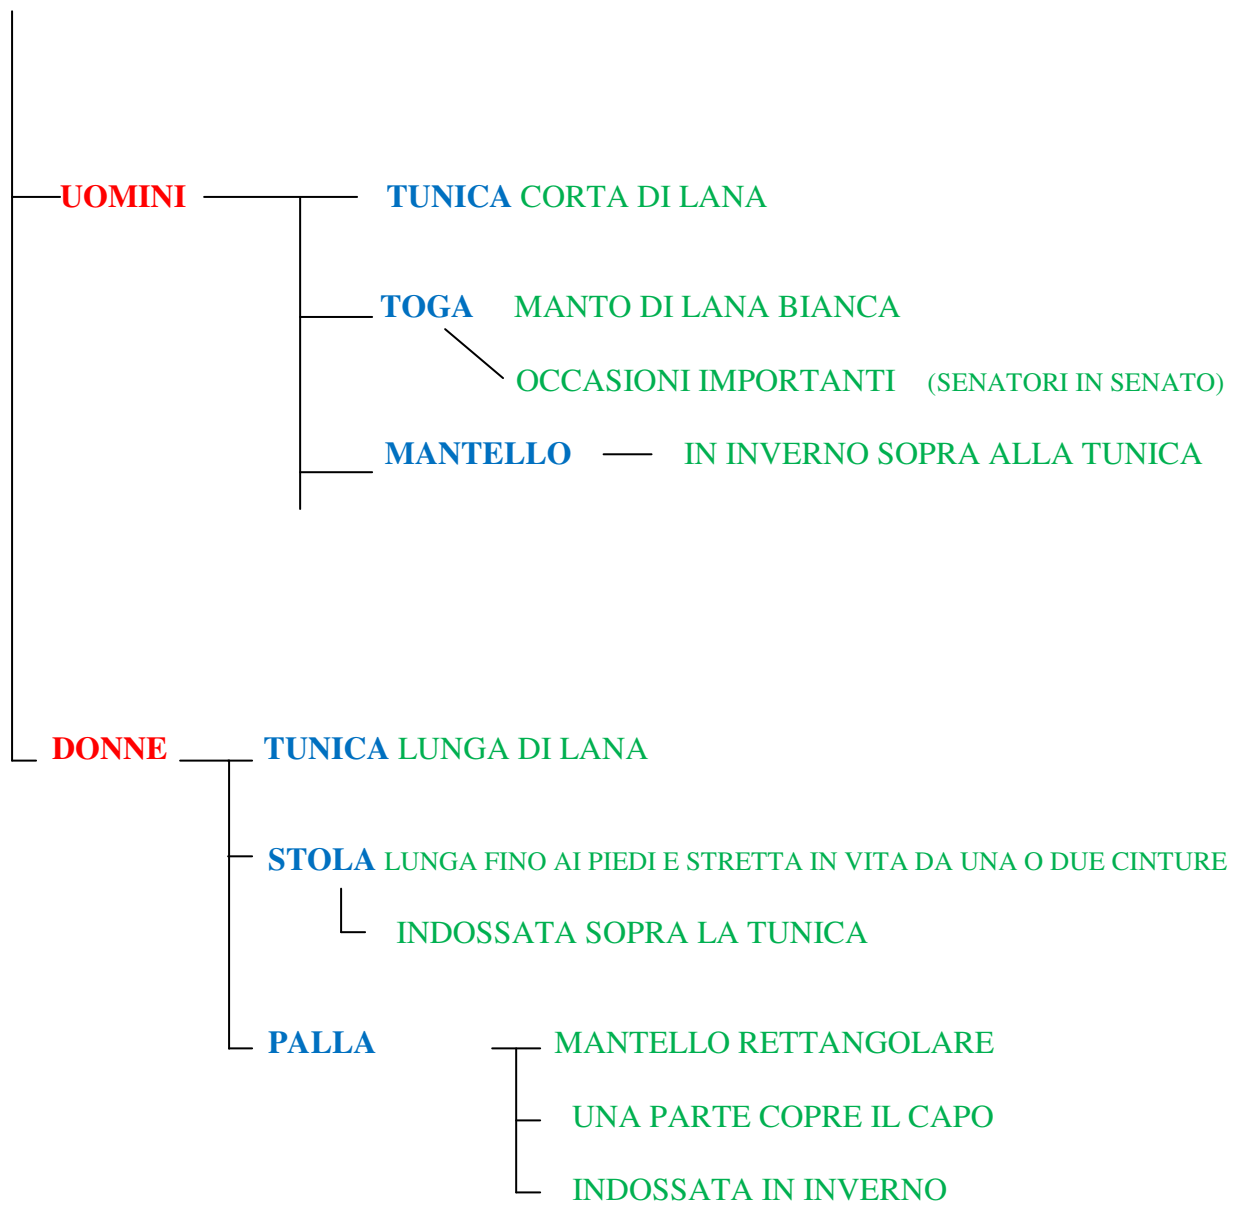 UOMINI TUNICA CORTA DI LANA
TOGA MANTO DI LANA BIANCA
OCCASIONI IMPORTANTI (SENATORI IN SENATO)
MANTELLO IN INVERNO SOPRA ALLA TUNICA
DONNE TUNICA LUNGA DI LANA
STOLA LUNGA FINO AI PIEDI E STRETTA IN VITA DA UNA O DUE CINTURE
INDOSSATA SOPRA LA TUNICA
PALLA MANTELLO RETTANGOLARE
UNA PARTE COPRE IL CAPO
INDOSSATA IN INVERNO